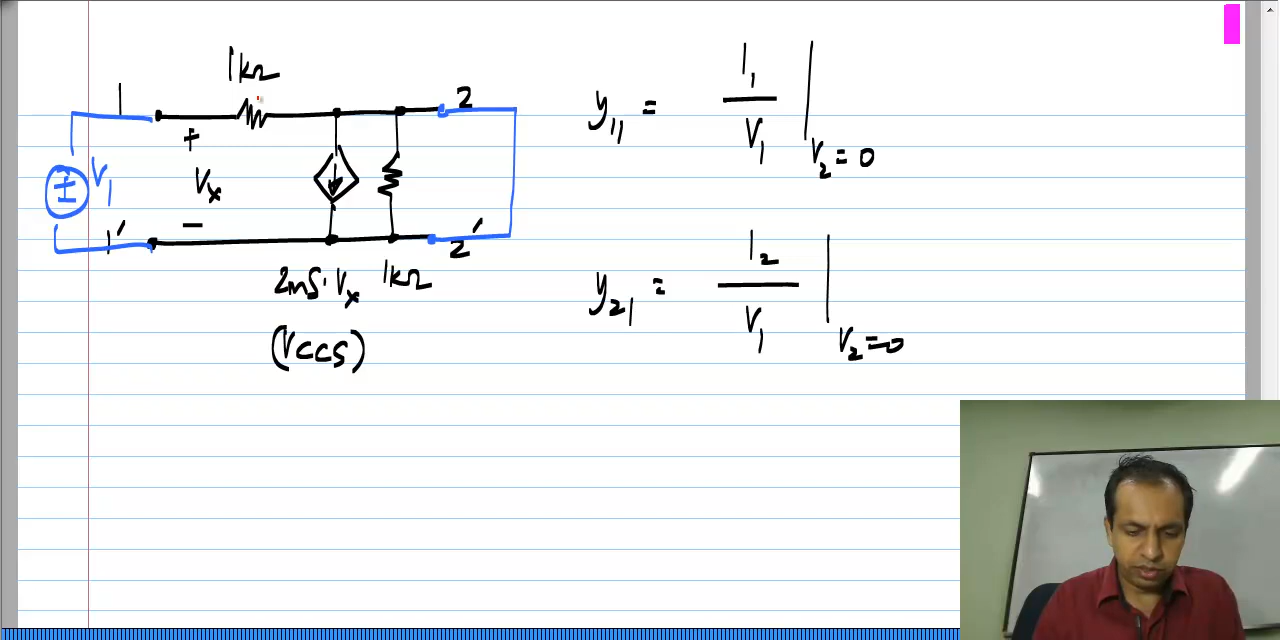 1kΩ
1
2
+
Vx
−
± V1
1'
2'
2mS·Vx 1kΩ
(VCCS)
y11 = I1 / V1 | V2=0
y21 = I2 / V1 | V2=0